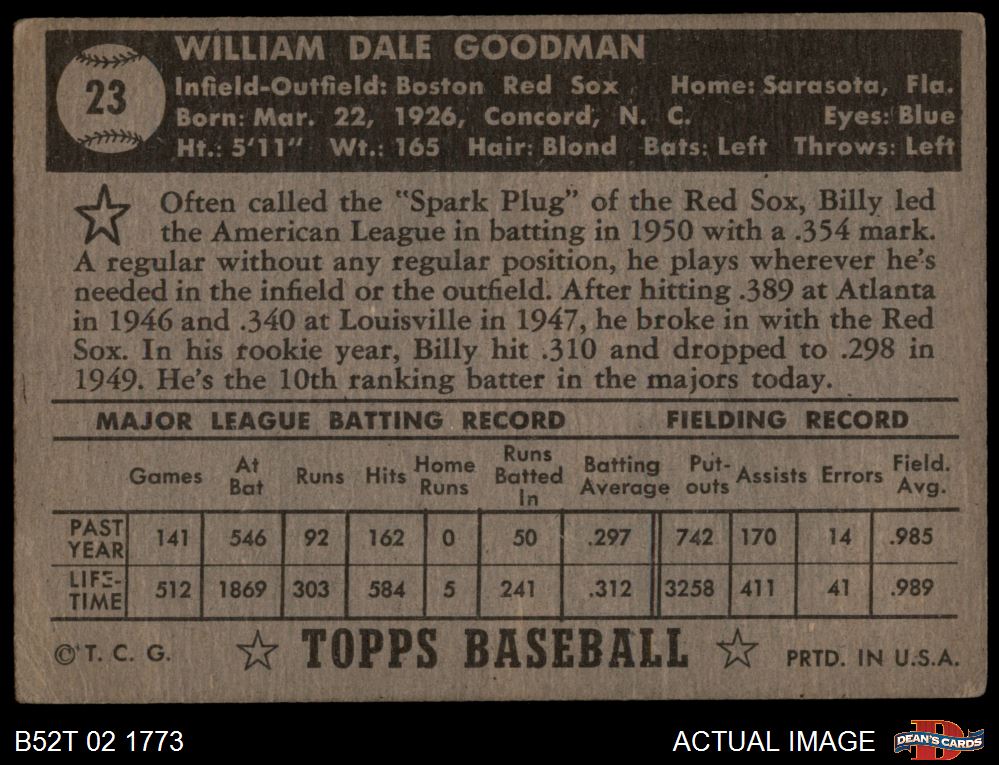 23
WILLIAM DALE GOODMAN
Infield-Outfield: Boston Red Sox Home: Sarasota, Fla.
Born: Mar. 22, 1926, Concord, N. C. Eyes: Blue
Ht.: 5'11" Wt.: 165 Hair: Blond Bats: Left Throws: Left
Often called the "Spark Plug" of the Red Sox, Billy led
the American League in batting in 1950 with a .354 mark.
A regular without any regular position, he plays wherever he's
needed in the infield or the outfield. After hitting .389 at Atlanta
in 1946 and .340 at Louisville in 1947, he broke in with the Red
Sox. In his rookie year, Billy hit .310 and dropped to .298 in
1949. He's the 10th ranking batter in the majors today.
MAJOR LEAGUE BATTING RECORD FIELDING RECORD
Games At Bat Runs Hits Home Runs Runs Batted In Batting Average Put-outs Assists Errors Field. Avg.
PAST YEAR 141 546 92 162 0 50 .297 742 170 14 .985
LIFE-TIME 512 1869 303 584 5 241 .312 3258 411 41 .989
© T. C. G. TOPPS BASEBALL PRTD. IN U.S.A.
B52T 02 1773 ACTUAL IMAGE D DEAN'S CARDS